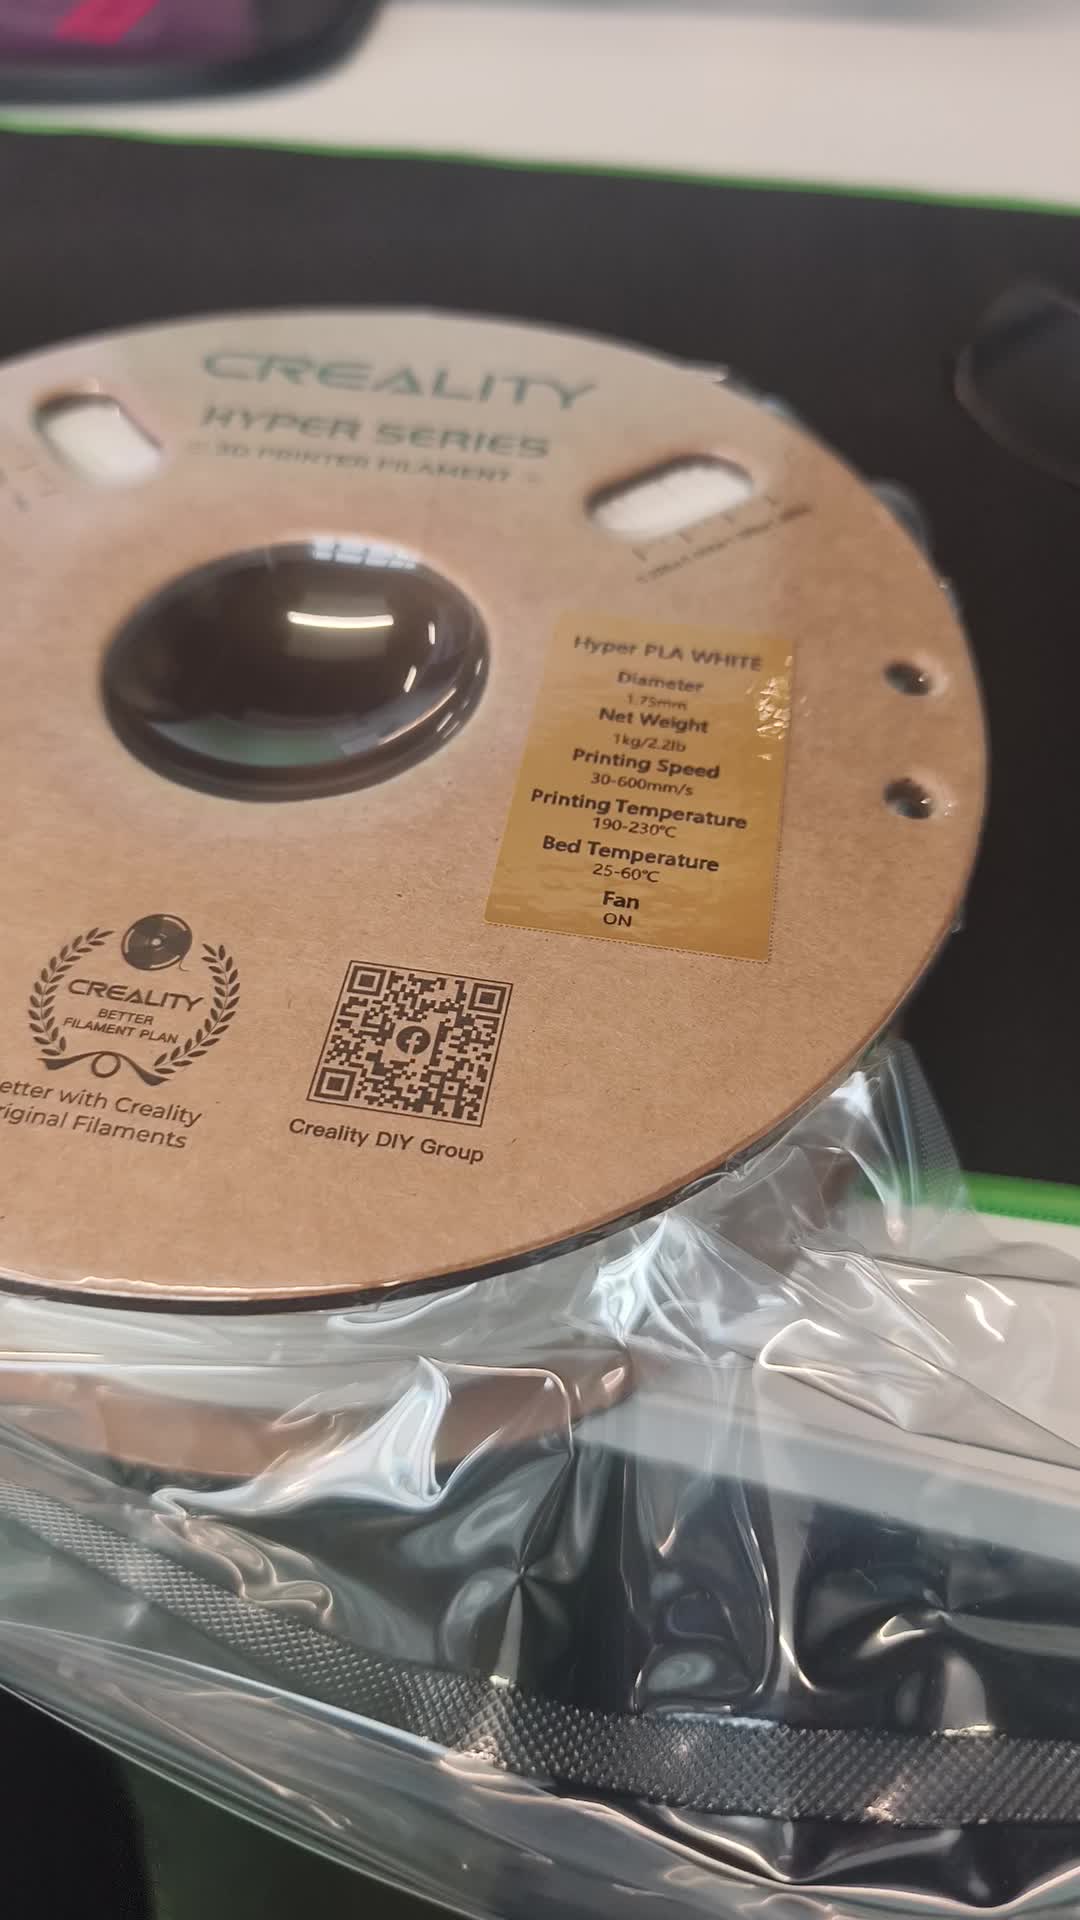 CREALITY
HYPER SERIES
3D PRINTER FILAMENT
Hyper PLA WHITE
Diameter
1.75mm
Net Weight
1kg/2.2lb
Printing Speed
30-600mm/s
Printing Temperature
190-230℃
Bed Temperature
25-60℃
Fan
ON
CREALITY
BETTER
FILAMENT PLAN
etter with Creality
riginal Filaments
Creality DIY Group